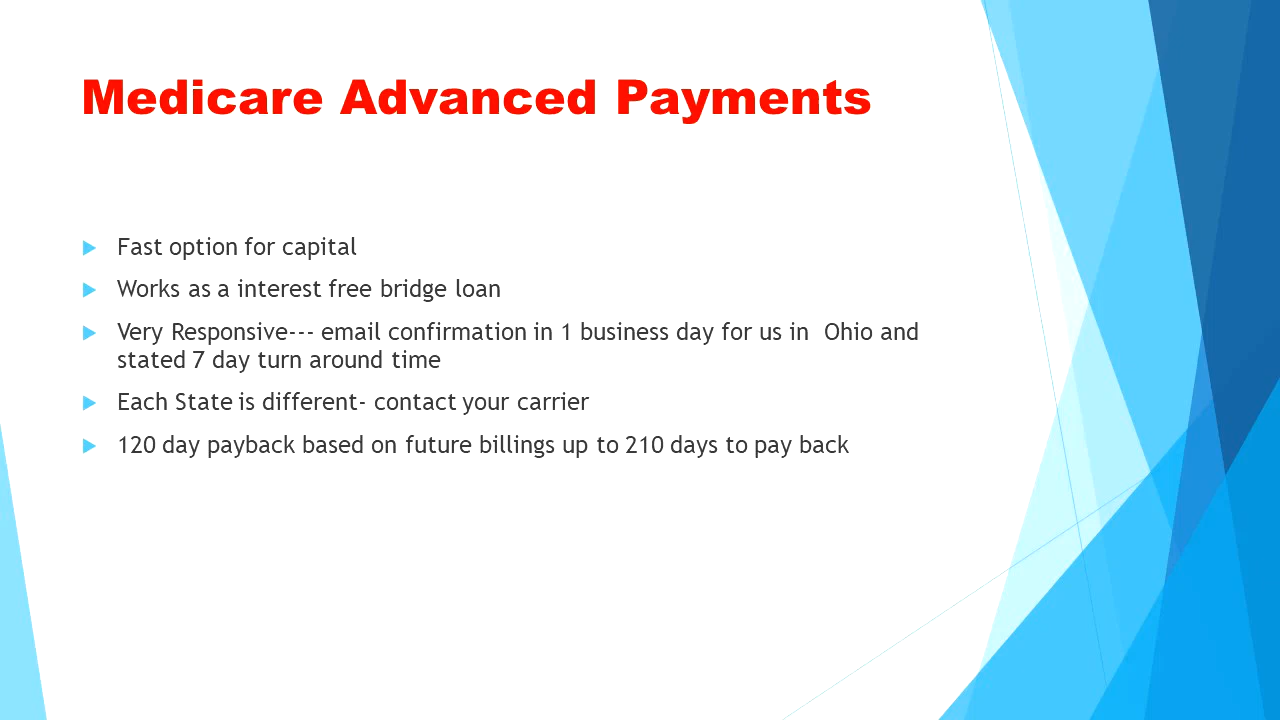 Medicare Advanced Payments
Fast option for capital
Works as a interest free bridge loan
Very Responsive--- email confirmation in 1 business day for us in  Ohio and
stated 7 day turn around time
Each State is different- contact your carrier
120 day payback based on future billings up to 210 days to pay back